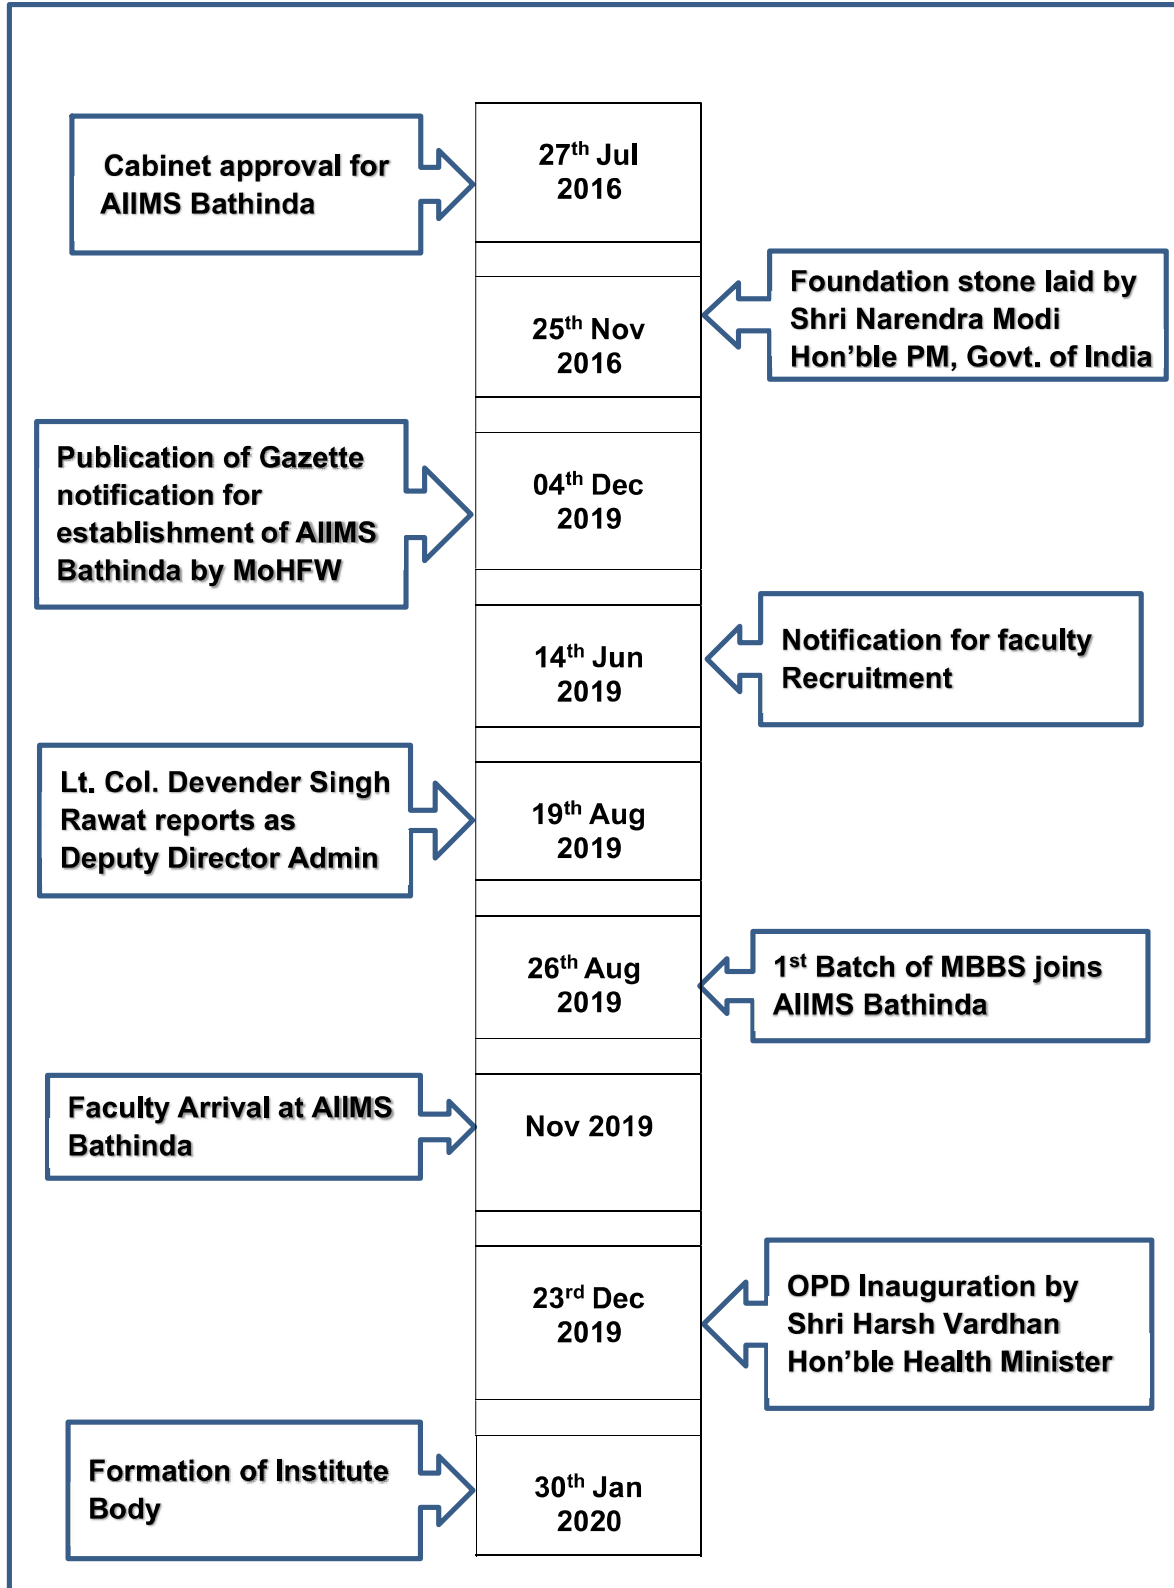 Cabinet approval for
AIIMS Bathinda
27th Jul
2016
Foundation stone laid by
Shri Narendra Modi
Hon’ble PM, Govt. of India
25th Nov
2016
Publication of Gazette
notification for
establishment of AIIMS
Bathinda by MoHFW
04th Dec
2019
Notification for faculty
Recruitment
14th Jun
2019
Lt. Col. Devender Singh
Rawat reports as
Deputy Director Admin
19th Aug
2019
1st Batch of MBBS joins
AIIMS Bathinda
26th Aug
2019
Faculty Arrival at AIIMS
Bathinda
Nov 2019
OPD Inauguration by
Shri Harsh Vardhan
Hon’ble Health Minister
23rd Dec
2019
Formation of Institute
Body
30th Jan
2020